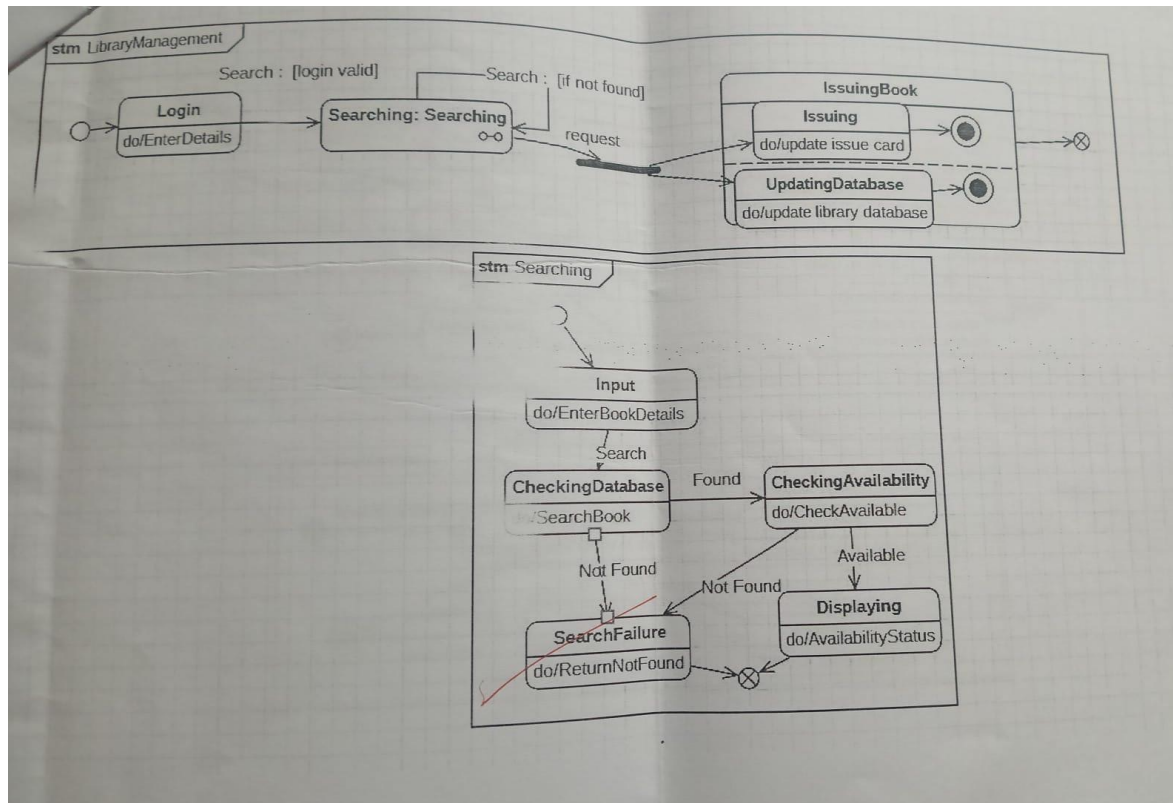 stm LibraryManagement
Search : [login valid]
Search : [if not found]
Login
do/EnterDetails
Searching: Searching
request
IssuingBook
Issuing
do/update issue card
UpdatingDatabase
do/update library database
stm Searching
Input
do/EnterBookDetails
Search
CheckingDatabase
do/SearchBook
Found
CheckingAvailability
do/CheckAvailable
Not Found
Not Found
Available
SearchFailure
do/ReturnNotFound
Displaying
do/AvailabilityStatus